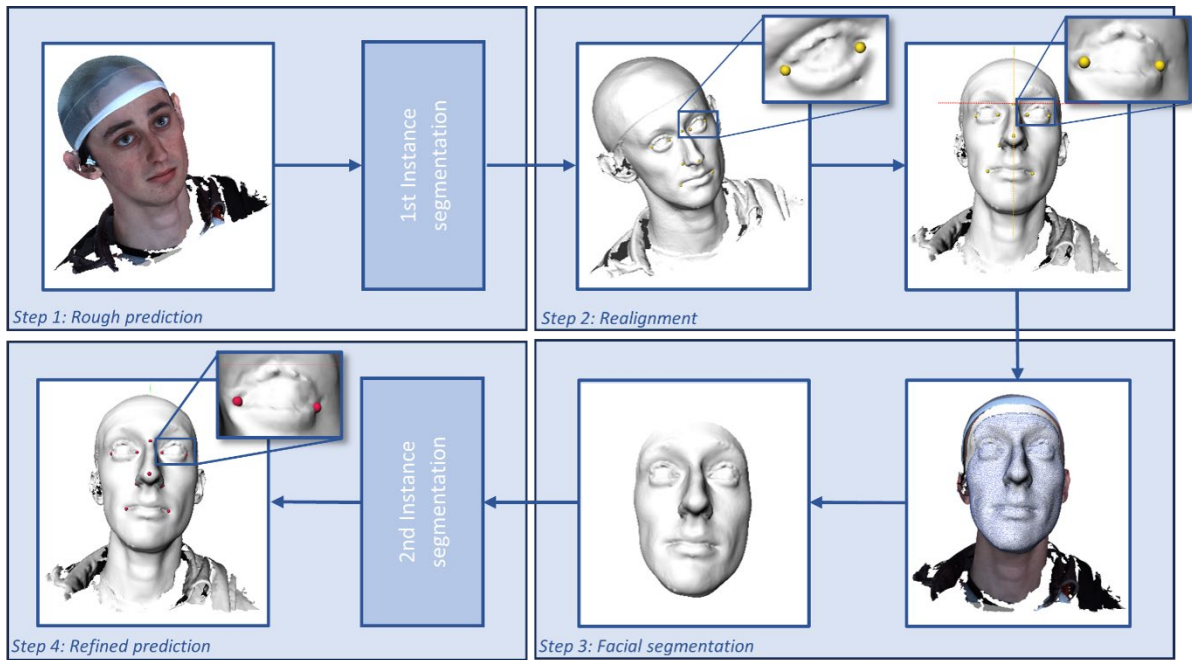 1st Instance
segmentation
Step 1: Rough prediction
Step 2: Realignment
2nd Instance
segmentation
Step 4: Refined prediction
Step 3: Facial segmentation